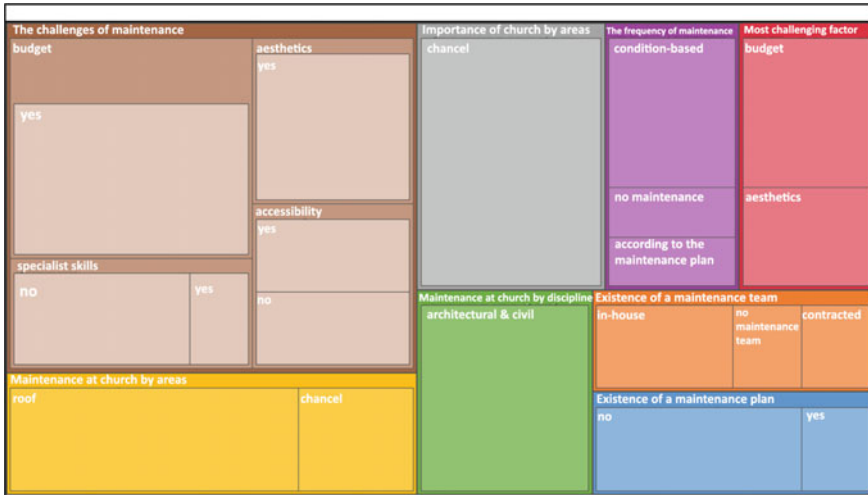 The challenges of maintenance
budget
yes
aesthetics
yes
accessibility
yes
no
specialist skills
no
yes
Maintenance at church by areas
roof
chancel
Importance of church by areas
chancel
The frequency of maintenance
condition-based
no maintenance
according to the
maintenance plan
Most challenging factor
budget
aesthetics
Maintenance at church by discipline
architectural & civil
Existence of a maintenance team
in-house
no
maintenance
team
contracted
Existence of a maintenance plan
no
yes